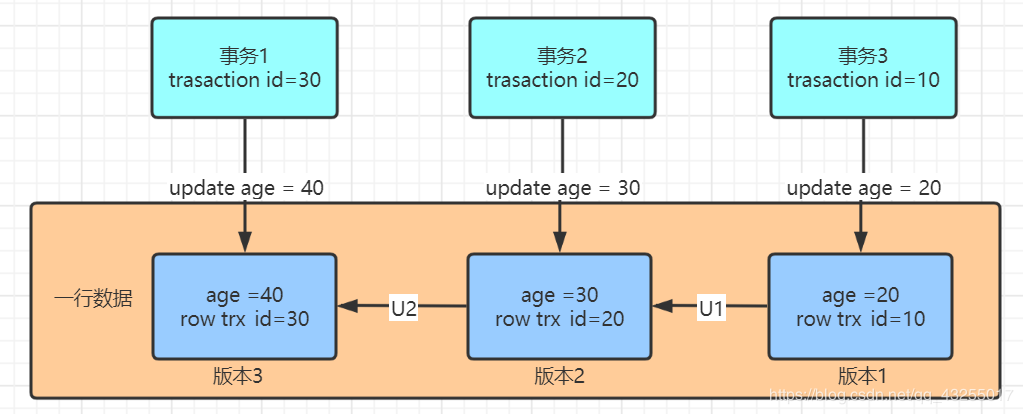 事务1
trasaction id=30
事务2
trasaction id=20
事务3
trasaction id=10
update age = 40
update age = 30
update age = 20
一行数据
age =40
row trx id=30
U2
age =30
row trx id=20
U1
age =20
row trx id=10
版本3
版本2
版本1
https://blog.csdn.net/qq_43255017